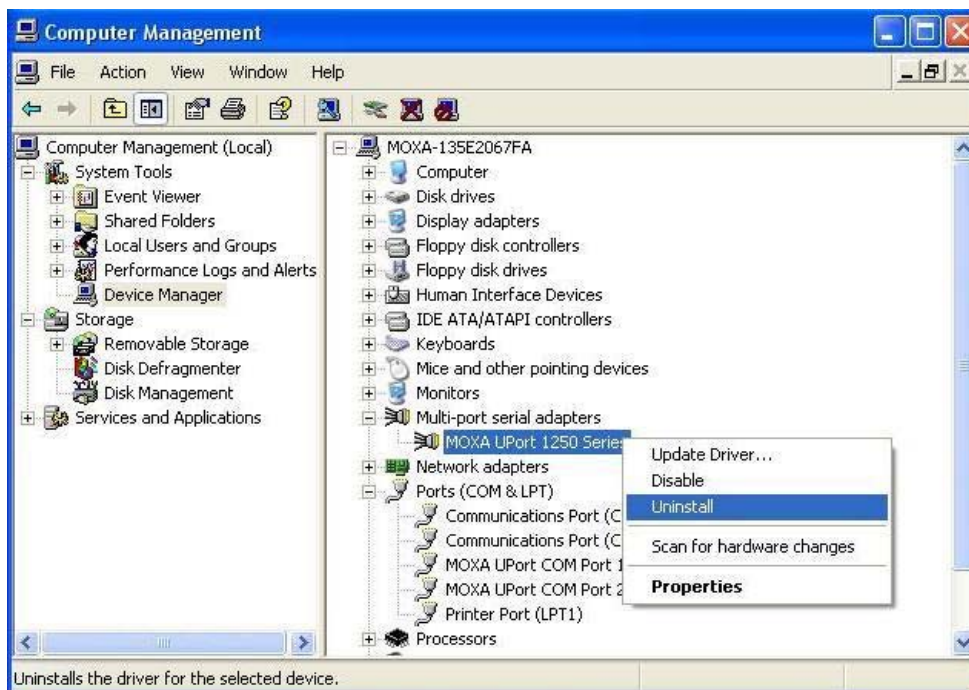 Computer Management
File Action View Window Help
Computer Management (Local)
System Tools
Event Viewer
Shared Folders
Local Users and Groups
Performance Logs and Alerts
Device Manager
Storage
Removable Storage
Disk Defragmenter
Disk Management
Services and Applications
MOXA-135E2067FA
Computer
Disk drives
Display adapters
Floppy disk controllers
Floppy disk drives
Human Interface Devices
IDE ATA/ATAPI controllers
Keyboards
Mice and other pointing devices
Monitors
Multi-port serial adapters
MOXA UPort 1250 Series
Network adapters
Ports (COM & LPT)
Communications Port (C
Communications Port (C
MOXA UPort COM Port 1
MOXA UPort COM Port 2
Printer Port (LPT1)
Processors
Update Driver...
Disable
Uninstall
Scan for hardware changes
Properties
Uninstalls the driver for the selected device.